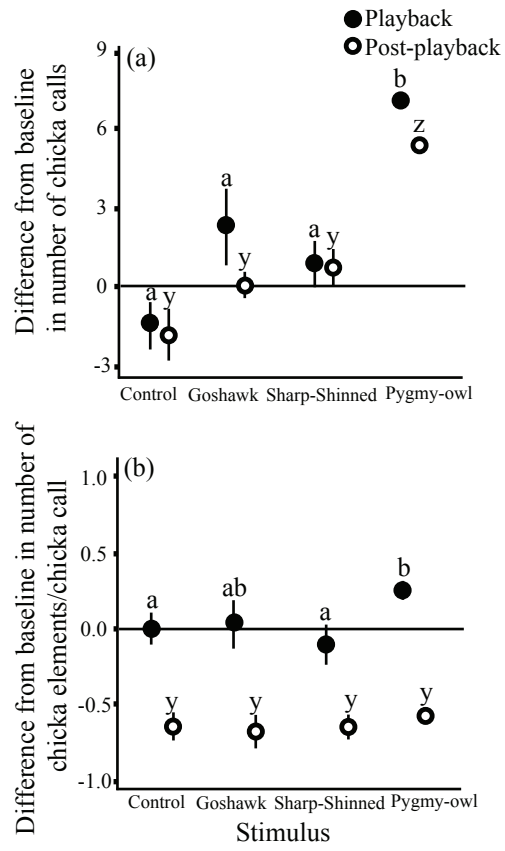 Playback
Post-playback
(a)
Difference from baseline
in number of chicka calls
9
6
3
0
-3
a
y
a
y
a
y
b
z
Control
Goshawk
Sharp-Shinned
Pygmy-owl
(b)
Difference from baseline in number of
chicka elements/chicka call
1.0
0.5
0.0
-0.5
-1.0
a
ab
a
b
y
y
y
y
Control
Goshawk
Sharp-Shinned
Pygmy-owl
Stimulus